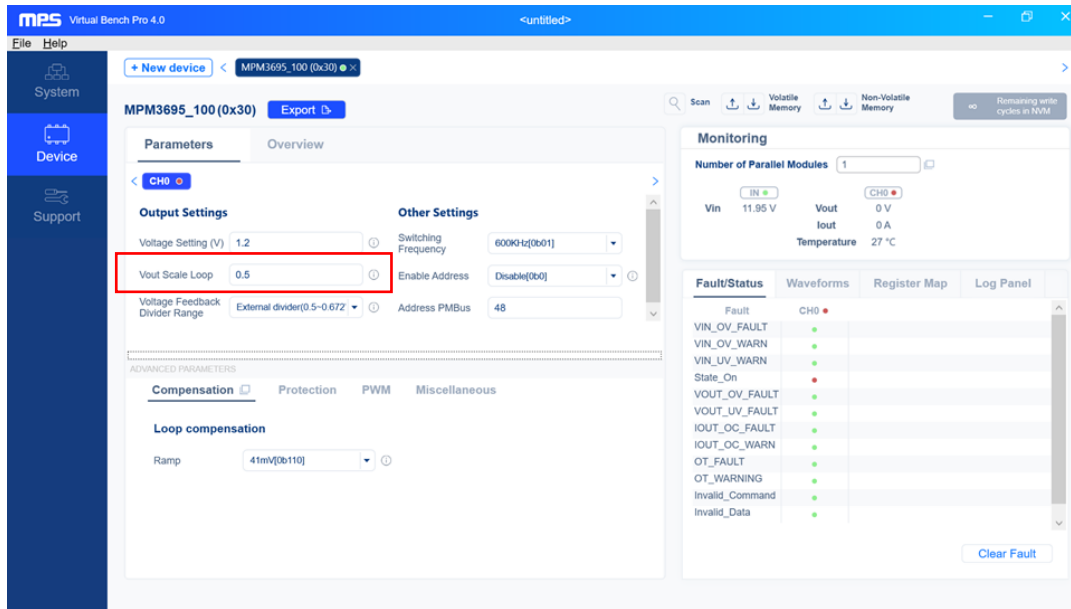 MPS Virtual Bench Pro 4.0
<untitled>
File Help
+ New device < MPM3695_100 (0x30) × >
System
Device
Support
MPM3695_100(0x30) Export
Scan
Volatile Memory
Non-Volatile Memory
∞ Remaining write cycles in NVM
Parameters Overview
< CH0 >
Output Settings
Voltage Setting (V) 1.2
Vout Scale Loop 0.5
Voltage Feedback Divider Range External divider(0.5~0.672
Other Settings
Switching Frequency 600KHz[0b01]
Enable Address Disable[0b0]
Address PMBus 48
ADVANCED PARAMETERS
Compensation Protection PWM Miscellaneous
Loop compensation
Ramp 41mV[0b110]
Monitoring
Number of Parallel Modules 1
IN CH0
Vin 11.95 V Vout 0 V
Iout 0 A
Temperature 27 °C
Fault/Status Waveforms Register Map Log Panel
Fault CH0
VIN_OV_FAULT
VIN_OV_WARN
VIN_UV_WARN
State_On
VOUT_OV_FAULT
VOUT_UV_FAULT
IOUT_OC_FAULT
IOUT_OC_WARN
OT_FAULT
OT_WARNING
Invalid_Command
Invalid_Data
Clear Fault